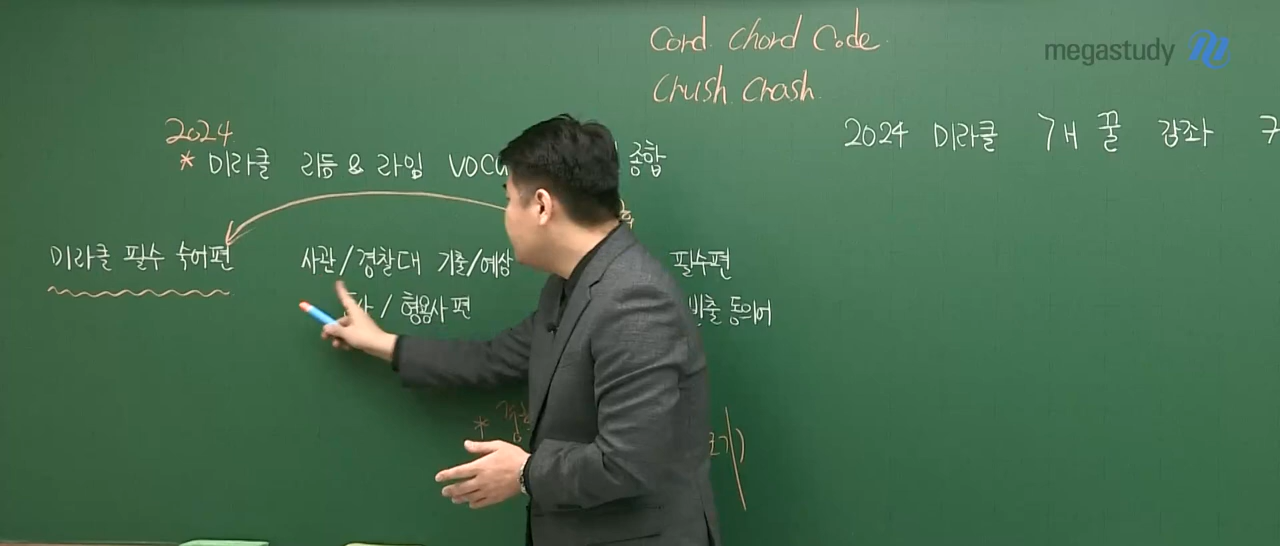 Cord. Chord Code.
megastudy
Crush. Crash.
2024
* 미라클 리듬 & 라임 VOCA 종합
2024 미라클 개꿀 강좌
미라클 필수 숙어편
사관/경찰대 기출/예상
/ 형용사 편
필수편
빈출 동의어